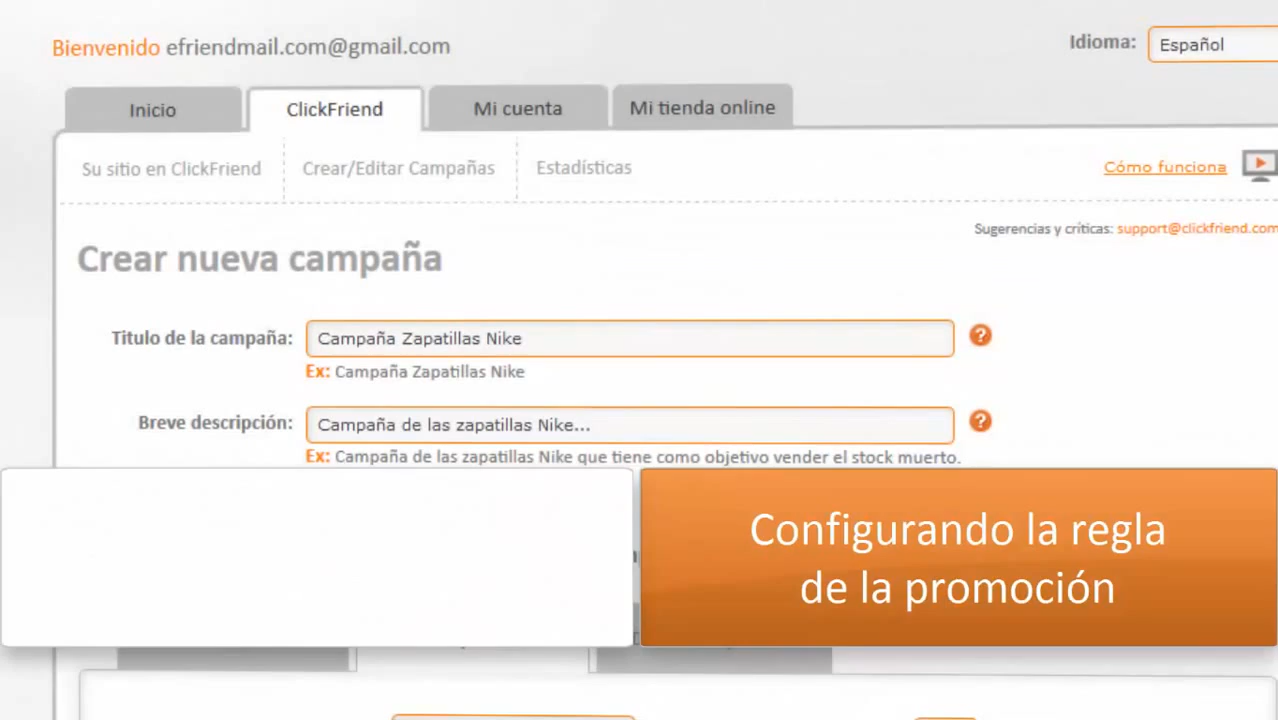 Bienvenido efriendmail.com@gmail.com
Idioma: Español
Inicio ClickFriend Mi cuenta Mi tienda online
Su sitio en ClickFriend Crear/Editar Campañas Estadísticas Cómo funciona
Sugerencias y críticas: support@clickfriend.com
Crear nueva campaña
Titulo de la campaña: Campaña Zapatillas Nike ?
Ex: Campaña Zapatillas Nike
Breve descripción: Campaña de las zapatillas Nike... ?
Ex: Campaña de las zapatillas Nike que tiene como objetivo vender el stock muerto.
Configurando la regla
de la promoción